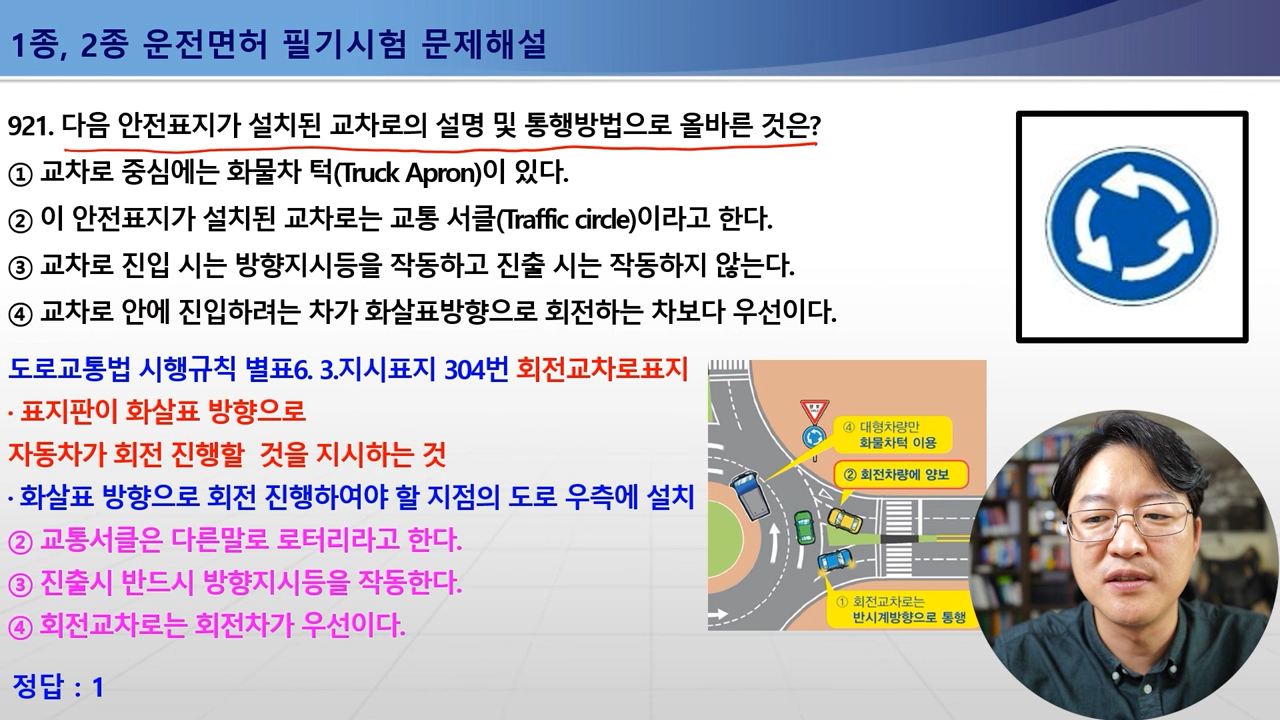 1종, 2종 운전면허 필기시험 문제해설
921. 다음 안전표지가 설치된 교차로의 설명 및 통행방법으로 올바른 것은?
① 교차로 중심에는 화물차 턱(Truck Apron)이 있다.
② 이 안전표지가 설치된 교차로는 교통 서클(Traffic circle)이라고 한다.
③ 교차로 진입 시는 방향지시등을 작동하고 진출 시는 작동하지 않는다.
④ 교차로 안에 진입하려는 차가 화살표방향으로 회전하는 차보다 우선이다.
도로교통법 시행규칙 별표6. 3.지시표지 304번 회전교차로표지
· 표지판이 화살표 방향으로
자동차가 회전 진행할 것을 지시하는 것
· 화살표 방향으로 회전 진행하여야 할 지점의 도로 우측에 설치
② 교통서클은 다른말로 로터리라고 한다.
③ 진출시 반드시 방향지시등을 작동한다.
④ 회전교차로는 회전차가 우선이다.
정답 : 1
④ 대형차량만
화물차턱 이용
② 회전차량에 양보
① 회전교차로는
반시계방향으로 통행